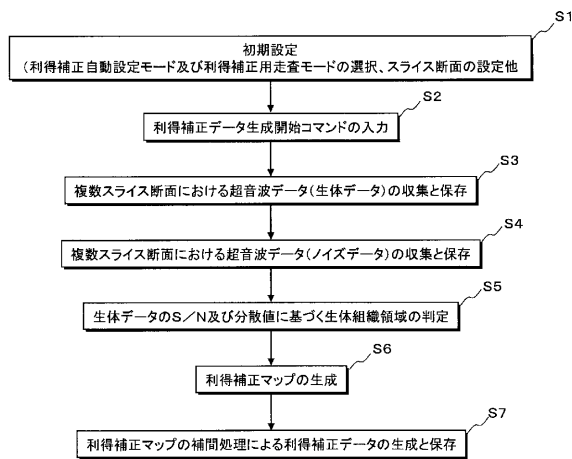 S1
初期設定
(利得補正自動設定モード及び利得補正用走査モードの選択、スライス断面の設定他
S2
利得補正データ生成開始コマンドの入力
S3
複数スライス断面における超音波データ(生体データ)の収集と保存
S4
複数スライス断面における超音波データ(ノイズデータ)の収集と保存
S5
生体データのS/N及び分散値に基づく生体組織領域の判定
S6
利得補正マップの生成
S7
利得補正マップの補間処理による利得補正データの生成と保存